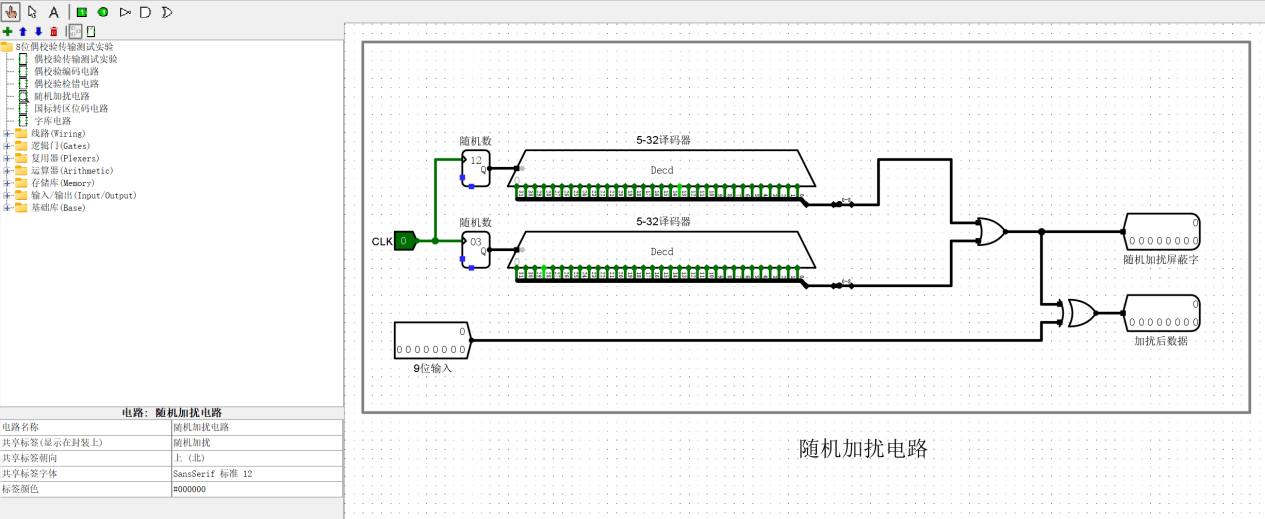 A
1
1
8位偶校验传输测试实验
偶校验传输测试实验
偶校验编码电路
偶校验检错电路
随机加扰电路
国标转区位码电路
字库电路
线路(Wiring)
逻辑门(Gates)
复用器(Plexers)
运算器(Arithmetic)
存储库(Memory)
输入/输出(Input/Output)
基础库(Base)
电路: 随机加扰电路
电路名称 随机加扰电路
共享标签(显示在封装上) 随机加扰
共享标签朝向 上 (北)
共享标签字体 SansSerif 标准 12
标签颜色 #000000
随机数
12
Q
5-32译码器
Decd
随机数
CLK 0
03
Q
5-32译码器
Decd
0
0 0 0 0 0 0 0 0
9位输入
0
0 0 0 0 0 0 0 0
随机加扰屏蔽字
0
0 0 0 0 0 0 0 0
加扰后数据
随机加扰电路